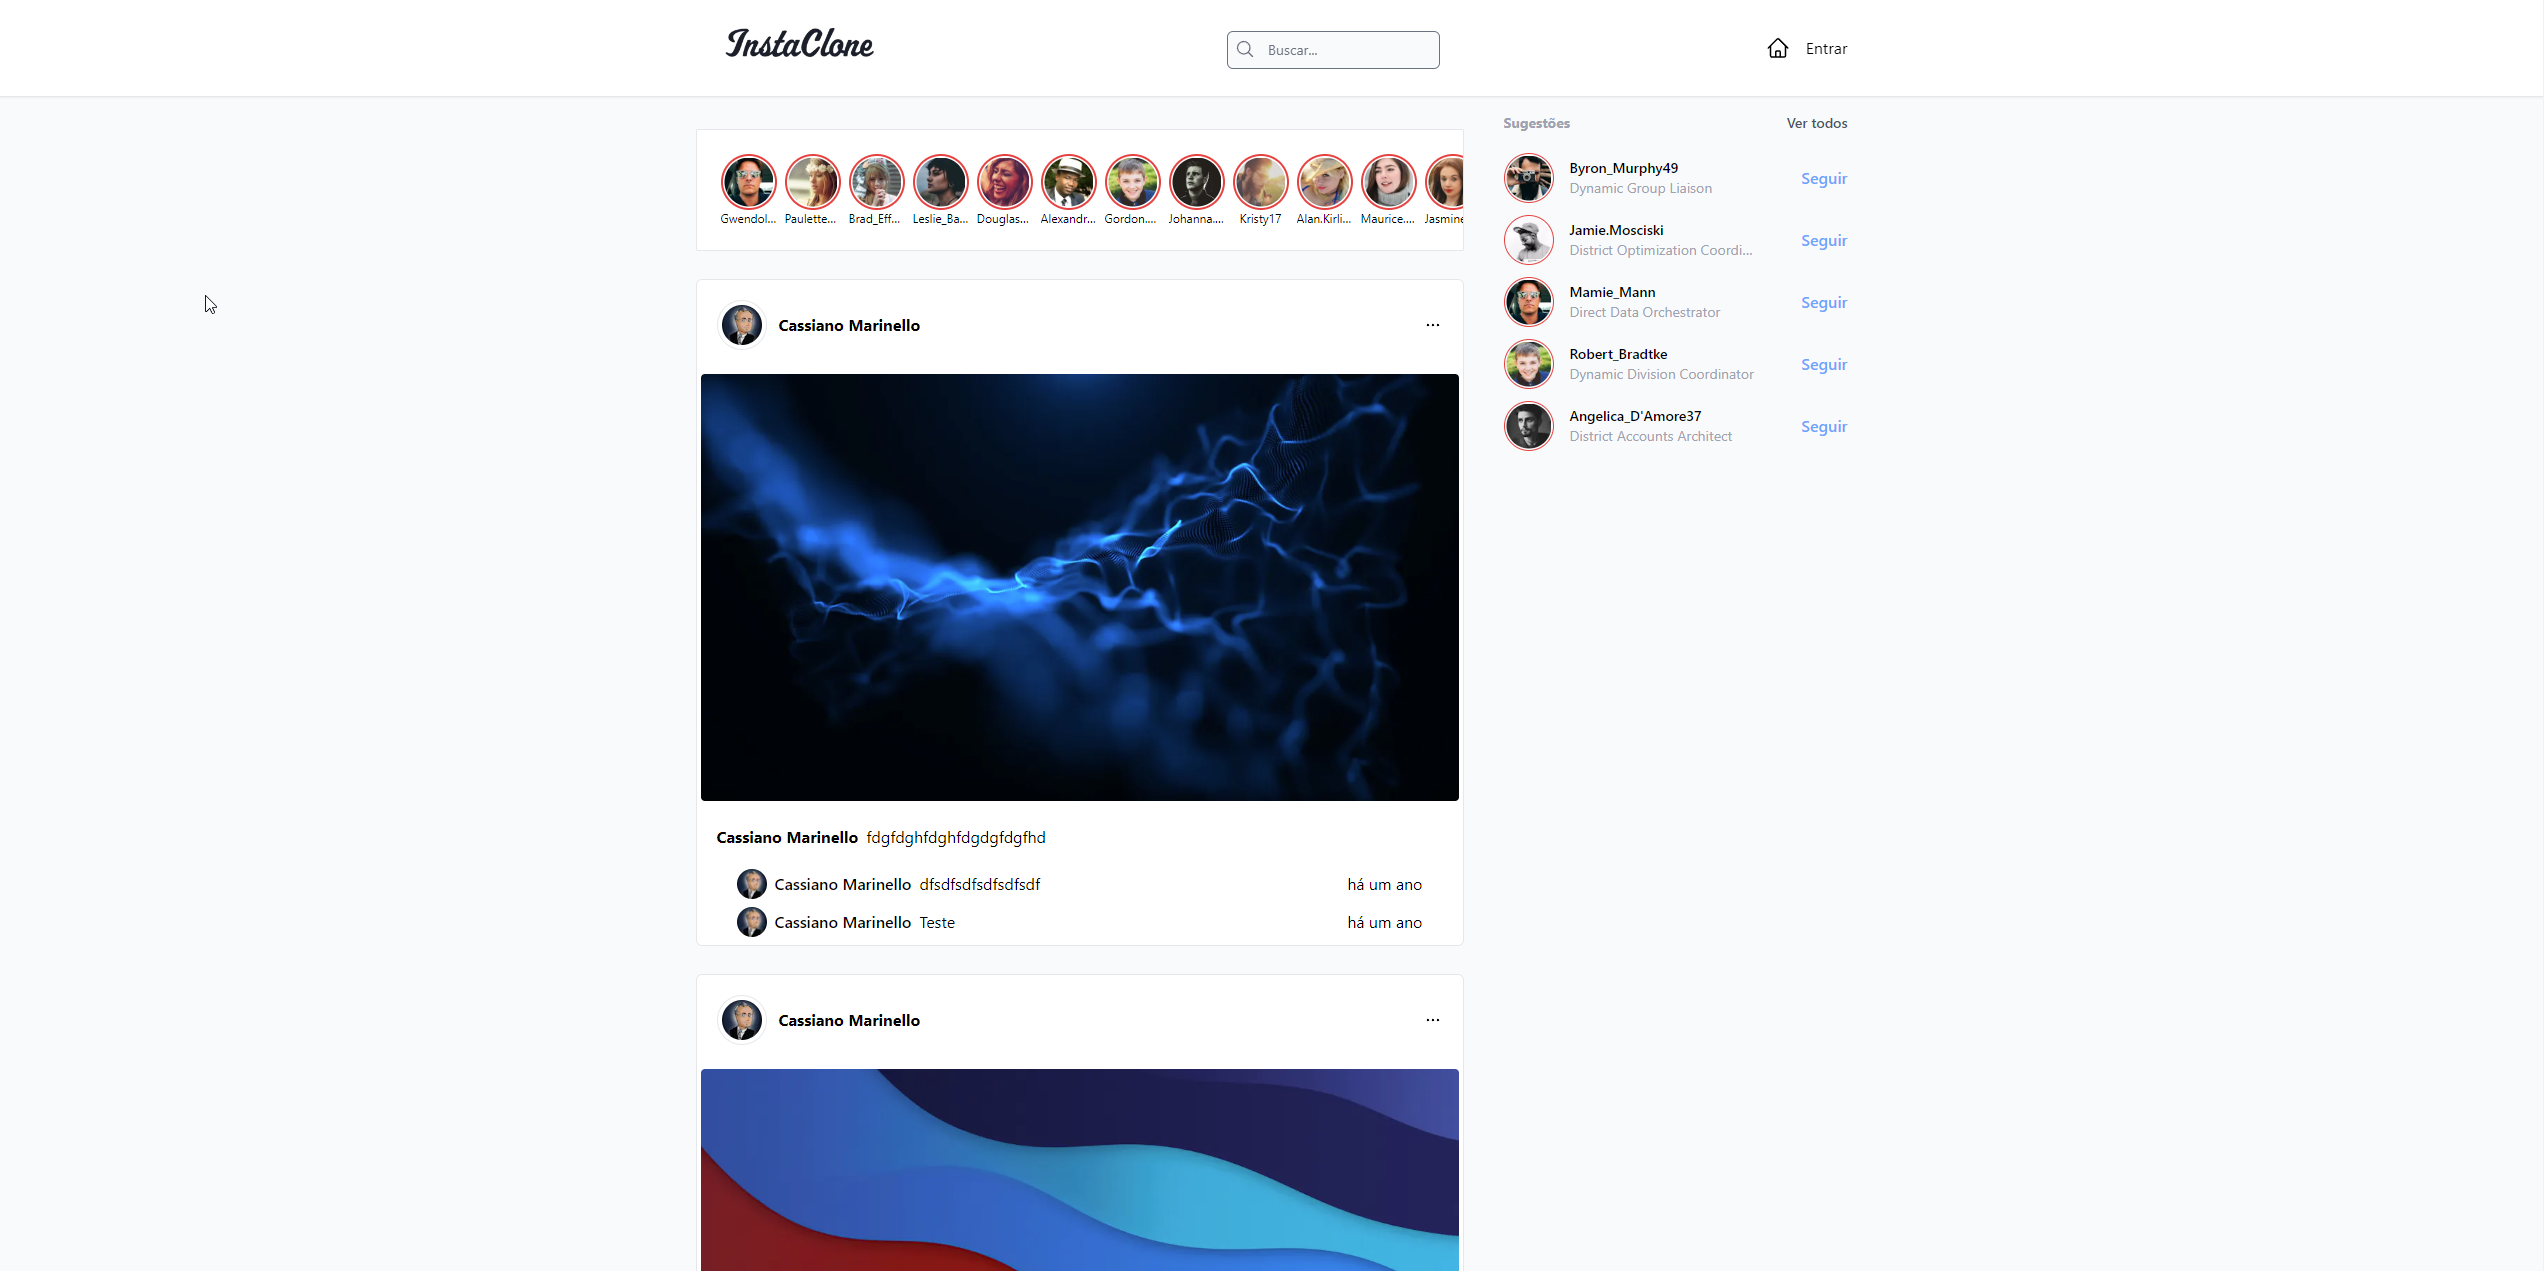 InstaClone
Buscar...
Entrar
Gwendol... Paulette... Brad_Eff... Leslie_Ba... Douglas... Alexandr... Gordon.... Johanna.... Kristy17 Alan.Kirli... Maurice.... Jasmine
Cassiano Marinello
Cassiano Marinello fdgfdghfdghfdgdgfdgfhd
Cassiano Marinello dfsdfsdfsdfsdfsdf há um ano
Cassiano Marinello Teste há um ano
Cassiano Marinello
Sugestões Ver todos
Byron_Murphy49
Dynamic Group Liaison
Seguir
Jamie.Mosciski
District Optimization Coordi...
Seguir
Mamie_Mann
Direct Data Orchestrator
Seguir
Robert_Bradtke
Dynamic Division Coordinator
Seguir
Angelica_D'Amore37
District Accounts Architect
Seguir